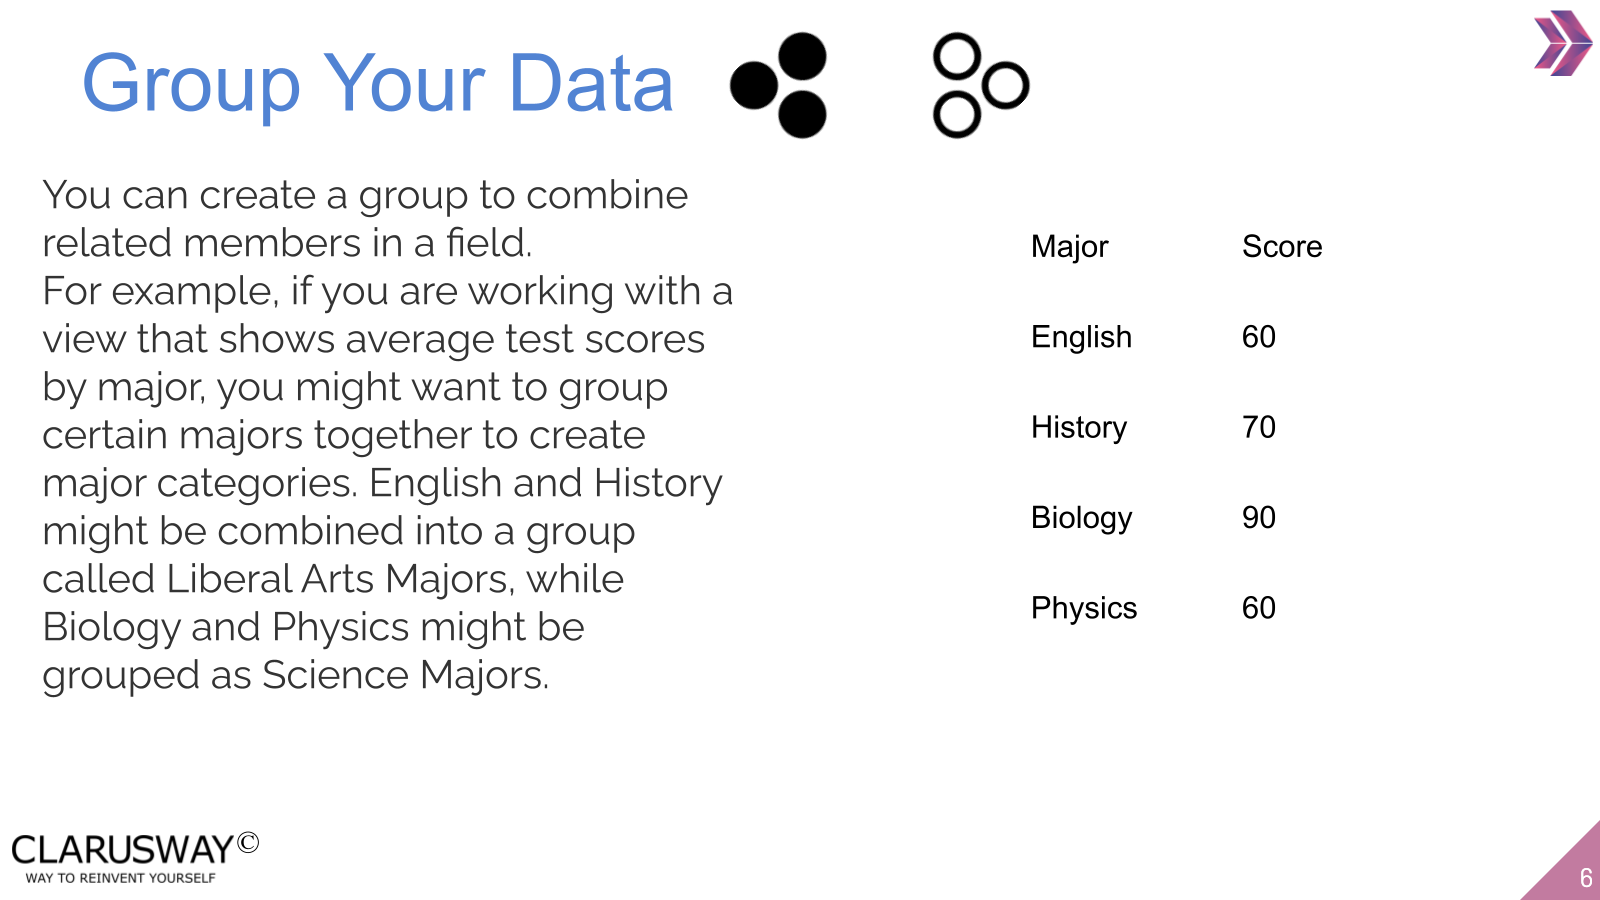 Group Your Data
You can create a group to combine
related members in a field.
For example, if you are working with a
view that shows average test scores
by major, you might want to group
certain majors together to create
major categories. English and History
might be combined into a group
called Liberal Arts Majors, while
Biology and Physics might be
grouped as Science Majors.
Major Score
English 60
History 70
Biology 90
Physics 60
CLARUSWAY©
WAY TO REINVENT YOURSELF
6